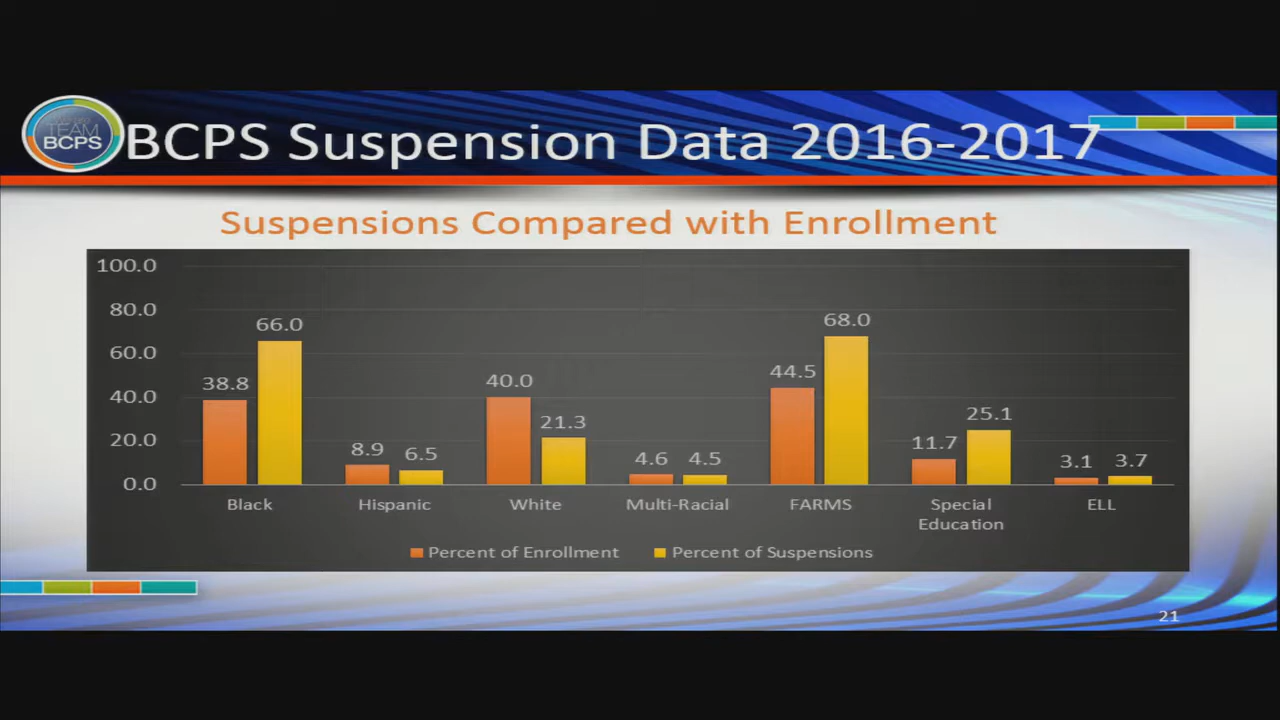 TEAM
BCPS
BCPS Suspension Data 2016-2017
Suspensions Compared with Enrollment
100.0
80.0
60.0
40.0
20.0
0.0
38.8
66.0
8.9
6.5
40.0
21.3
4.6
4.5
44.5
68.0
11.7
25.1
3.1
3.7
Black
Hispanic
White
Multi-Racial
FARMS
Special
Education
ELL
Percent of Enrollment
Percent of Suspensions
21